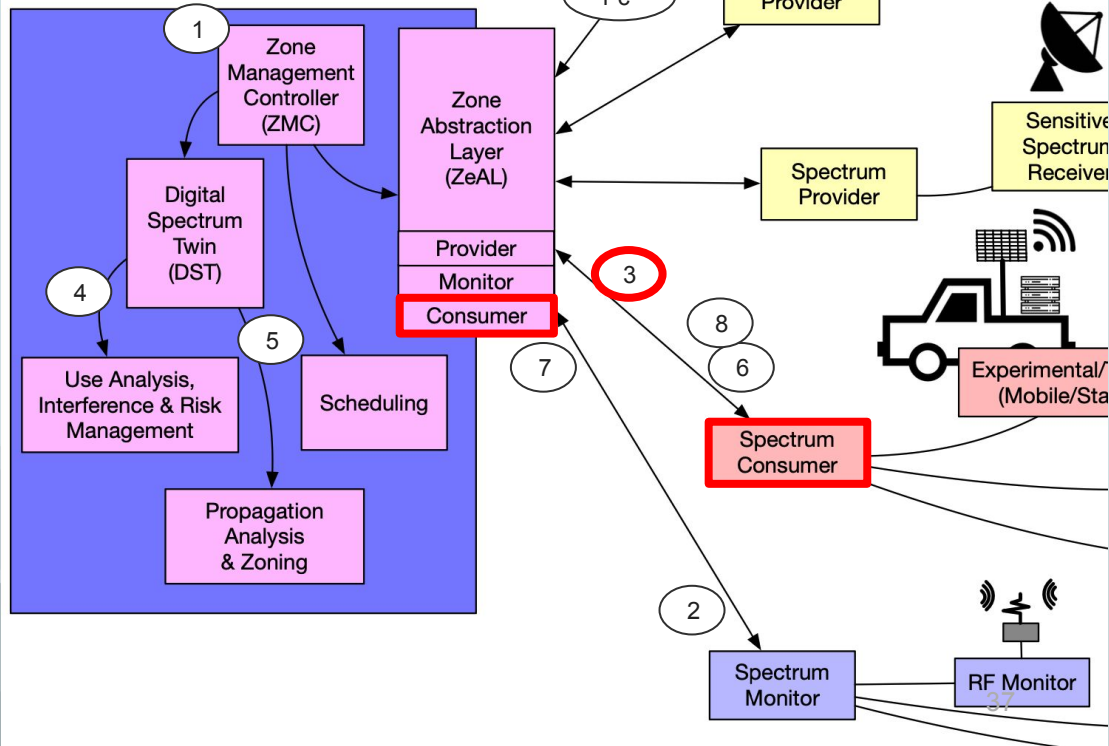 1
Zone
Management
Controller
(ZMC)
Zone
Abstraction
Layer
(ZeAL)
Provider
Monitor
Consumer
Digital
Spectrum
Twin
(DST)
4
5
Use Analysis,
Interference & Risk
Management
Scheduling
Propagation
Analysis
& Zoning
Provider
Spectrum
Provider
Sensitive
Spectrum
Receiver
3
8
6
7
Experimental/
(Mobile/Sta
Spectrum
Consumer
2
Spectrum
Monitor
RF Monitor
37